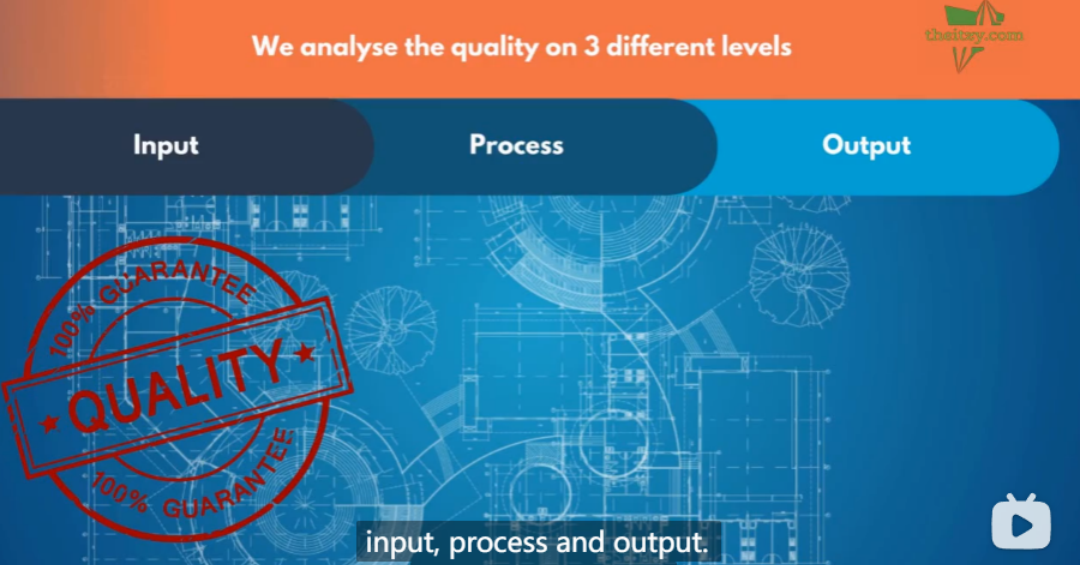 We analyse the quality on 3 different levels
theitsy.com
Input
Process
Output
100% GUARANTEE
QUALITY
100% GUARANTEE
input, process and output.